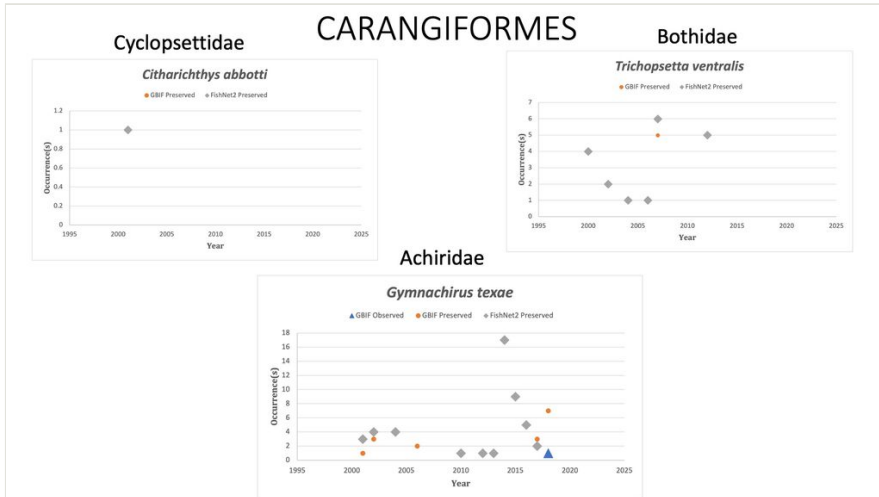 CARANGIFORMES
Cyclopsettidae
Citharichthys abbotti
GBIF Preserved FishNet2 Preserved
Occurrence(s)
1.2
1
0.8
0.6
0.4
0.2
0
1995 2000 2005 2010 2015 2020 2025
Year
Bothidae
Trichopsetta ventralis
GBIF Preserved FishNet2 Preserved
Occurrence(s)
7
6
5
4
3
2
1
0
1995 2000 2005 2010 2015 2020 2025
Year
Achiridae
Gymnachirus texae
GBIF Observed GBIF Preserved FishNet2 Preserved
Occurrence(s)
18
16
14
12
10
8
6
4
2
0
1995 2000 2005 2010 2015 2020 2025
Year